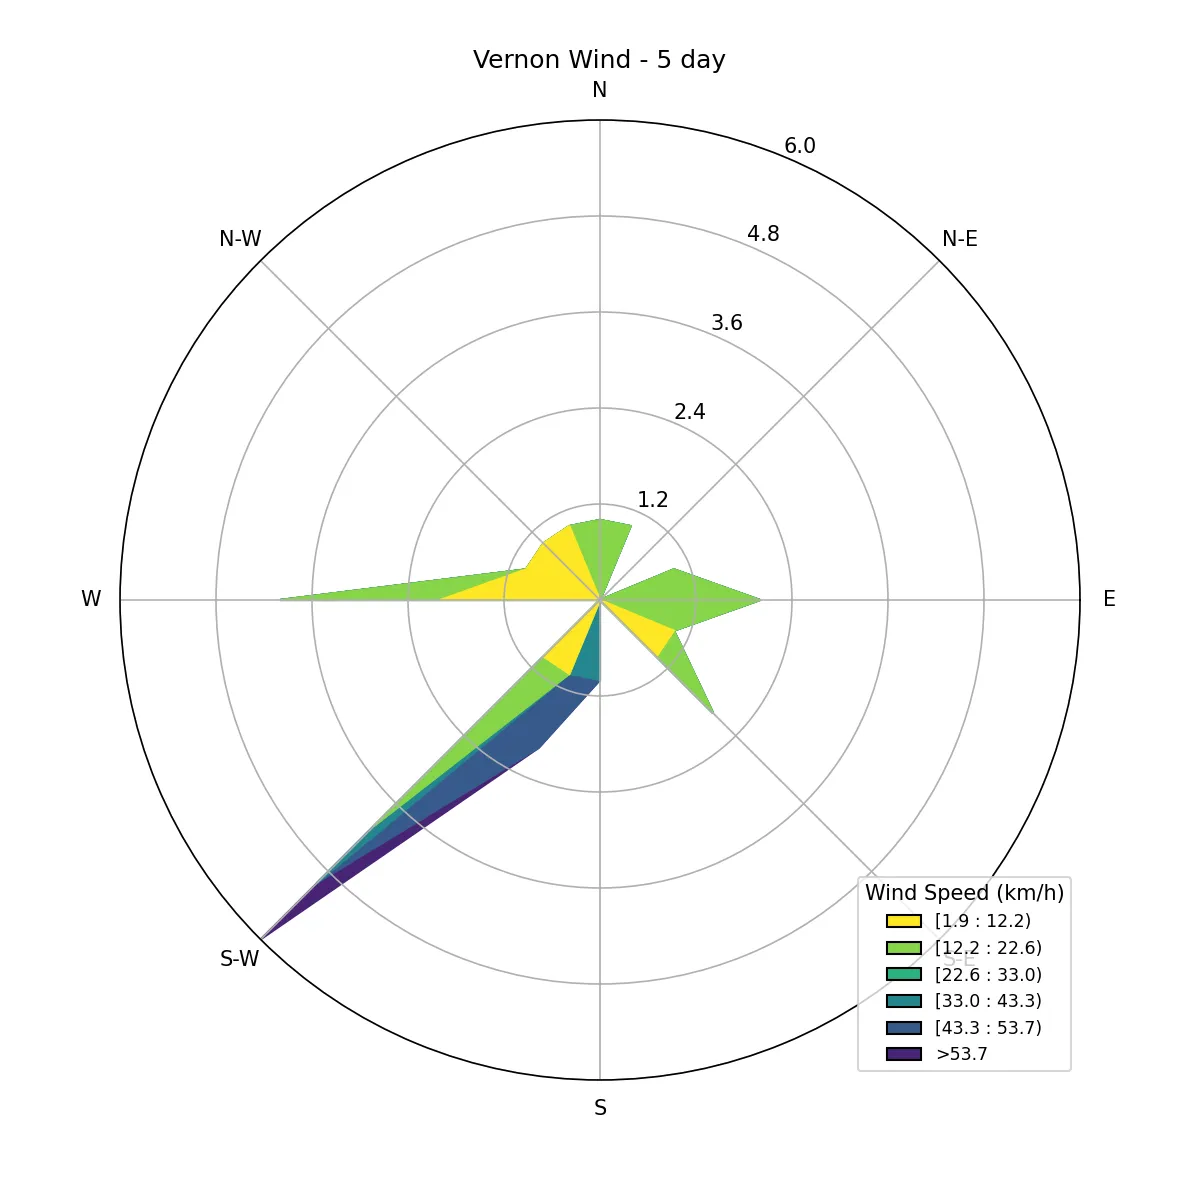 Vernon Wind - 5 day
N
6.0
N-W
4.8
N-E
3.6
2.4
1.2
W
E
S-W
S-E
Wind Speed (km/h)
[1.9 : 12.2)
[12.2 : 22.6)
[22.6 : 33.0)
[33.0 : 43.3)
[43.3 : 53.7)
>53.7
S